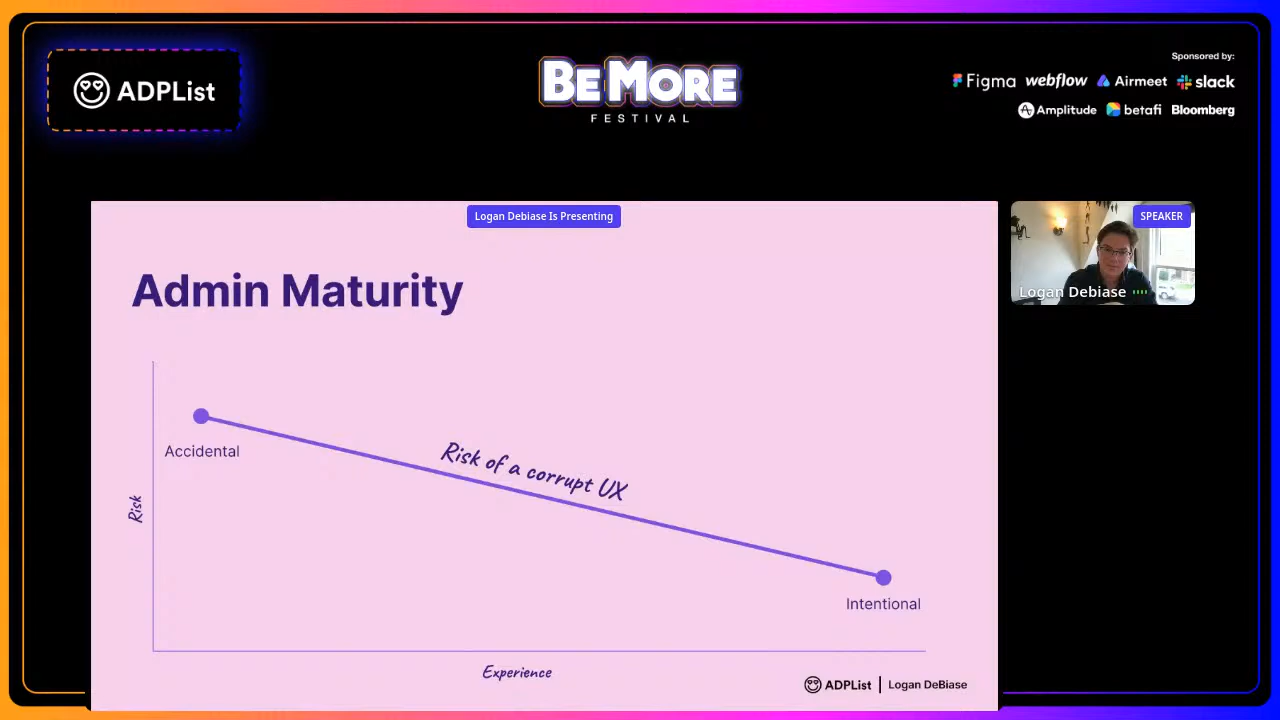 ADPList
BE MORE
FESTIVAL
Sponsored by:
Figma webflow Airmeet slack
Amplitude betafi Bloomberg
Logan Debiase Is Presenting
SPEAKER
Logan Debiase
Admin Maturity
Accidental
Risk of a corrupt UX
Risk
Intentional
Experience
ADPList | Logan DeBiase